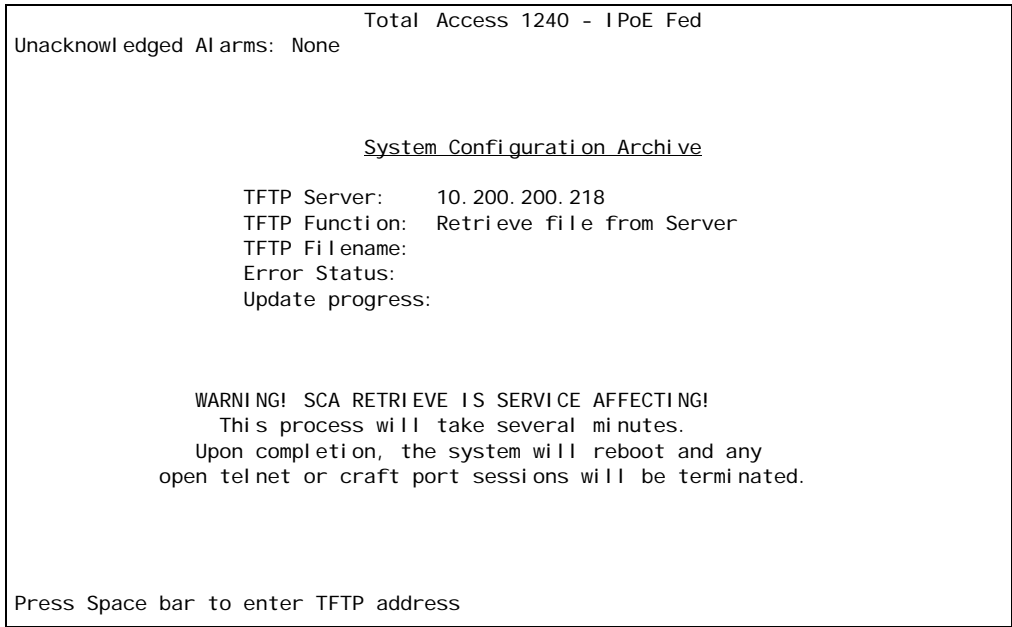 Total Access 1240 - IPoE Fed
Unacknowledged Alarms: None
System Configuration Archive
TFTP Server: 10.200.200.218
TFTP Function: Retrieve file from Server
TFTP Filename:
Error Status:
Update progress:
WARNING! SCA RETRIEVE IS SERVICE AFFECTING!
This process will take several minutes.
Upon completion, the system will reboot and any
open telnet or craft port sessions will be terminated.
Press Space bar to enter TFTP address